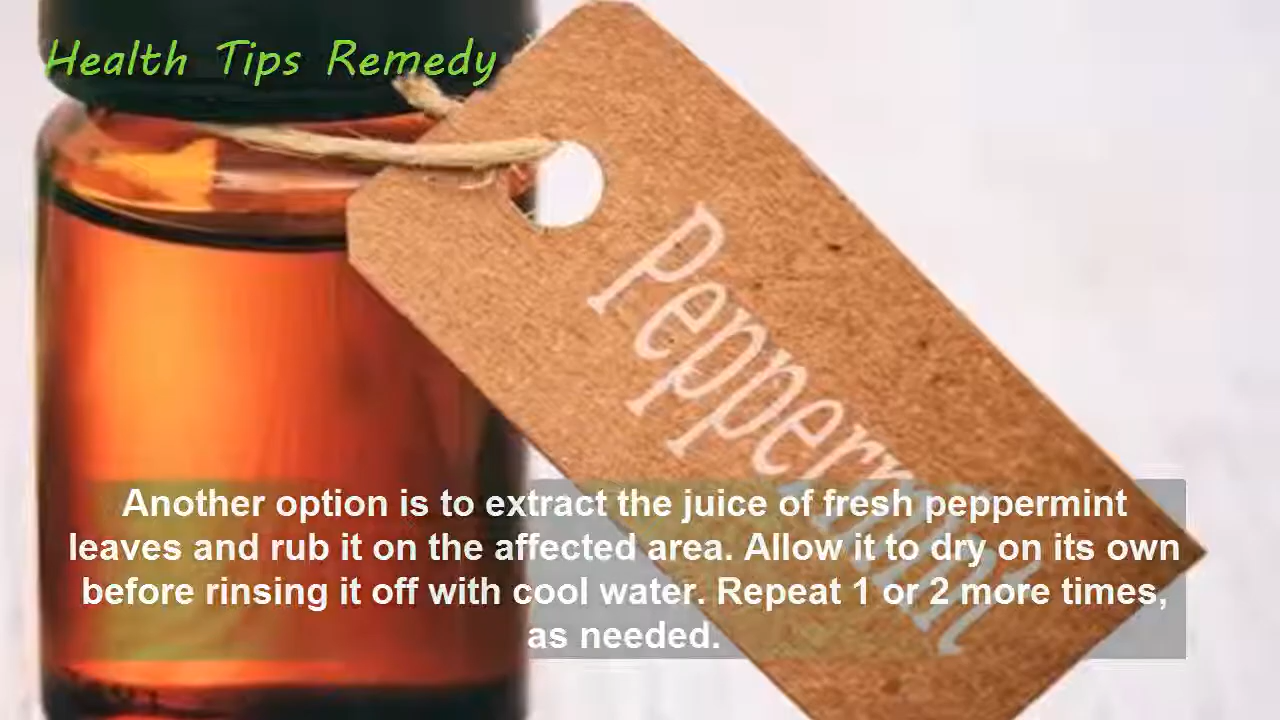 Health Tips Remedy
Peppermint
Another option is to extract the juice of fresh peppermint
leaves and rub it on the affected area. Allow it to dry on its own
before rinsing it off with cool water. Repeat 1 or 2 more times,
as needed.